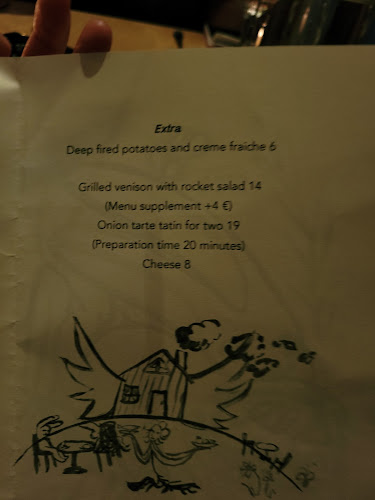 Extra
Deep fired potatoes and creme fraiche 6
Grilled venison with rocket salad 14
(Menu supplement +4 €)
Onion tarte tatin for two 19
(Preparation time 20 minutes)
Cheese 8